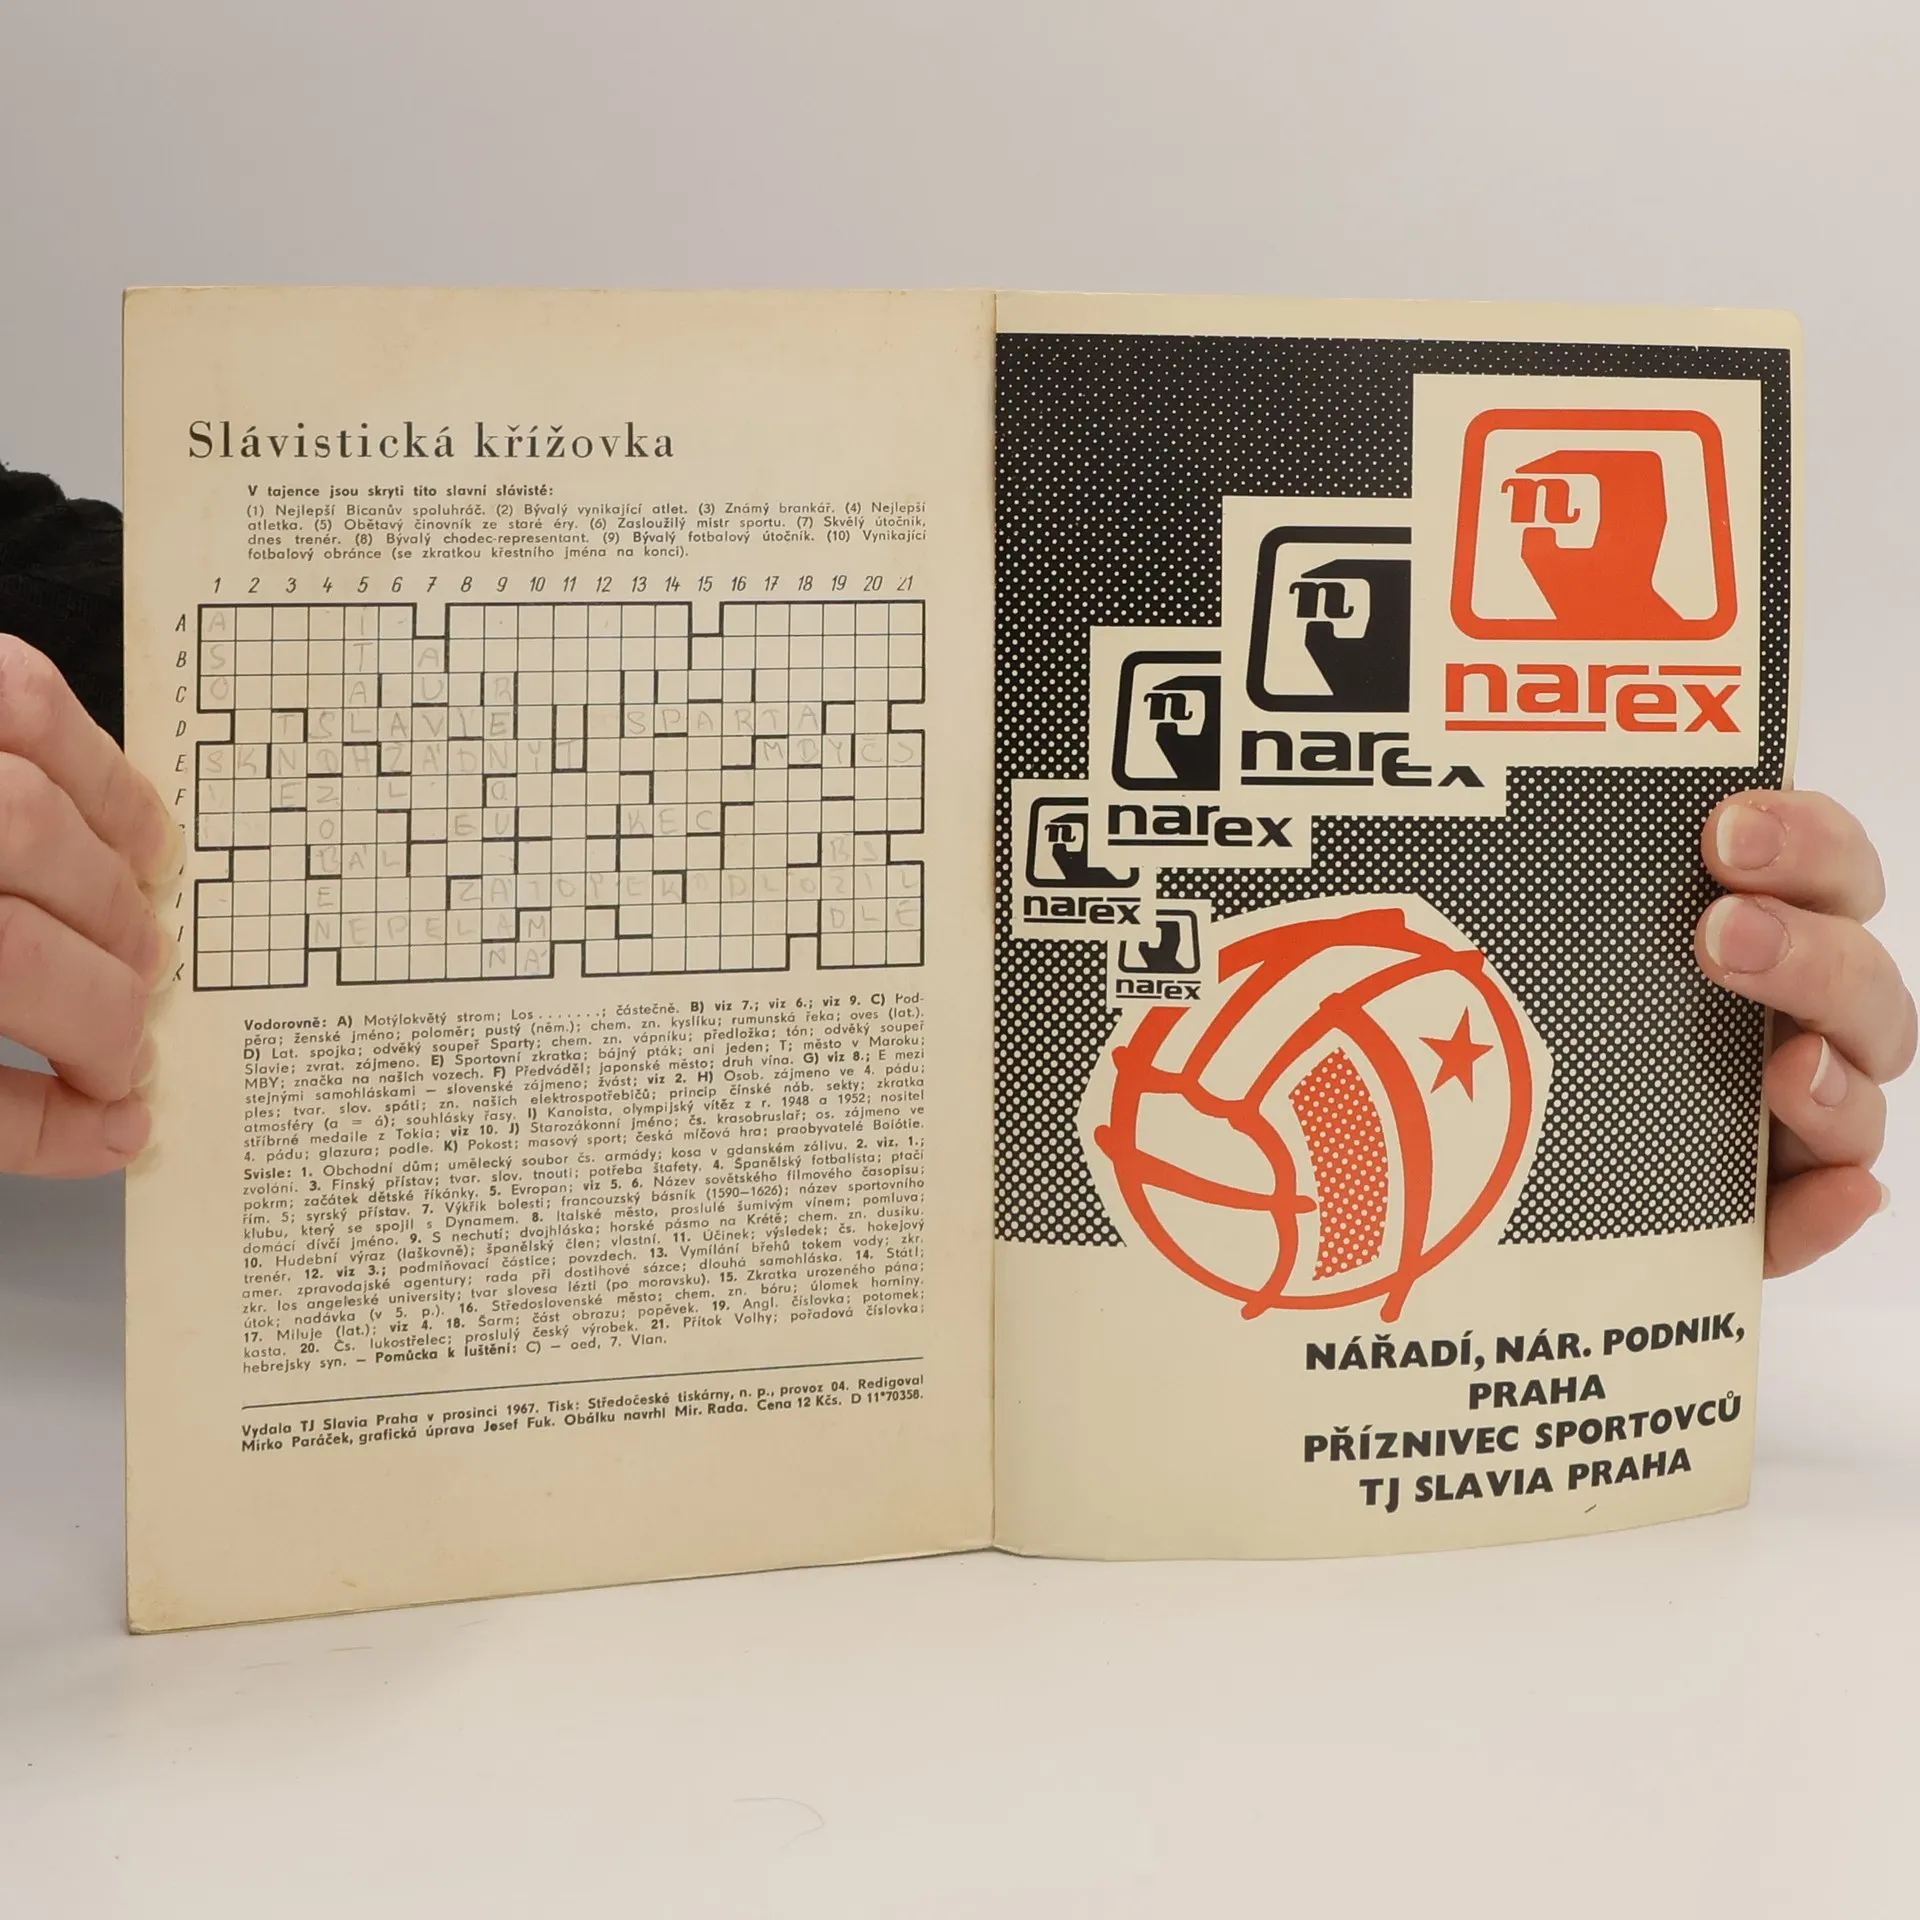 Slávistická křížovka
V tajence jsou skryti tito slavní slávisté:
(1) Nejlepší Bicanův spoluhráč. (2) Bývalý vynikající atlet. (3) Známý brankář. (4) Nejlepší
atletka. (5) Obětavý činovník ze staré éry. (6) Zasloužilý mistr sportu. (7) Skvělý útočník,
dnes trenér. (8) Bývalý chodec-representant. (9) Bývalý fotbalový útočník. (10) Vynikající
fotbalový obránce (se zkratkou křestního jména na konci).
1 2 3 4 5 6 7 8 9 10 11 12 13 14 15 16 17 18 19 20 21
A
B
C
D
E
F
I
K
Vodorovně: A) Motýlokvětý strom; Los . . . . . . .; částečně. B) viz 7.; viz 6.; viz 9. C) Pod-
péra; ženské jméno; poloměr; pustý (něm.); chem. zn. kyslíku; rumunská řeka; oves (lat.).
D) Lat. spojka; odvěký soupeř Sparty; chem. zn. vápníku; předložka; tón; odvěký soupeř
Slavie; zvrat. zájmeno. E) Sportovní zkratka; bájný pták; ani jeden; T; město v Maroku;
MBY; značka na našich vozech. F) Předváděl; japonské město; druh vína. G) viz 8.; E mezi
stejnými samohláskami – slovenské zájmeno; žvást; viz 2. H) Osob. zájmeno ve 4. pádu;
ples; tvar. slov. spáti; zn. našich elektrospotřebičů; princip čínské náb. sekty; zkratka
atmosféry (a = á); souhlásky řasy. I) Kanoista, olympijský vítěz z r. 1948 a 1952; nositel
stříbrné medaile z Tokia; viz 10. J) Starozákonní jméno; čs. krasobruslař; os. zájmeno ve
4. pádu; glazura; podle. K) Pokost; masový sport; česká míčová hra; praobyvatelé Boiótie.
Svisle: 1. Obchodní dům; umělecký soubor čs. armády; kosa v gdanském zálivu. 2. viz. 1.;
zvolání. 3. Finský přístav; tvar. slov. tnouti; potřeba štafety. 4. Španělský fotbalista; ptačí
pokrm; začátek dětské říkánky. 5. Evropan; viz 5. 6. Název sovětského filmového časopisu;
řím. 5; syrský přístav. 7. Výkřik bolesti; francouzský básník (1590–1626); název sportovního
klubu, který se spojil s Dynamem. 8. Italské město, proslulé šumivým vínem; pomluva;
domácí dívčí jméno. 9. S nechutí; dvojhláska; horské pásmo na Krétě; chem. zn. dusíku.
10. Hudební výraz (laškovně); španělský člen; vlastní. 11. Účinek; výsledek; čs. hokejový
trenér. 12. viz 3.; podmiňovací částice; povzdech. 13. Vymílání břehů tokem vody; zkr.
amer. zpravodajské agentury; rada při dostihové sázce; dlouhá samohláska. 14. Státl;
zkr. los angeleské university; tvar slovesa lézti (po moravsku). 15. Zkratka urozeného pána;
útok; nadávka (v 5. p.). 16. Středoslovenské město; chem. zn. bóru; úlomek horniny.
17. Miluje (lat.); viz 4. 18. Šarm; část obrazu; popěvek. 19. Angl. číslovka; potomek;
kasta. 20. Čs. lukostřelec; proslulý český výrobek. 21. Přítok Volhy; pořadová číslovka;
hebrejsky syn. – Pomůcka k luštění: C) – oed, 7. Vlan.
Vydala TJ Slavia Praha v prosinci 1967. Tisk: Středočeské tiskárny, n. p., provoz 04. Redigoval
Mirko Paráček, grafická úprava Josef Fuk. Obálku navrhl Mir. Rada. Cena 12 Kčs. D 11*70358.
n
narex
n
n
narex
n
narex
narex
NÁŘADÍ, NÁR. PODNIK,
PRAHA
PŘÍZNIVEC SPORTOVCŮ
TJ SLAVIA PRAHA